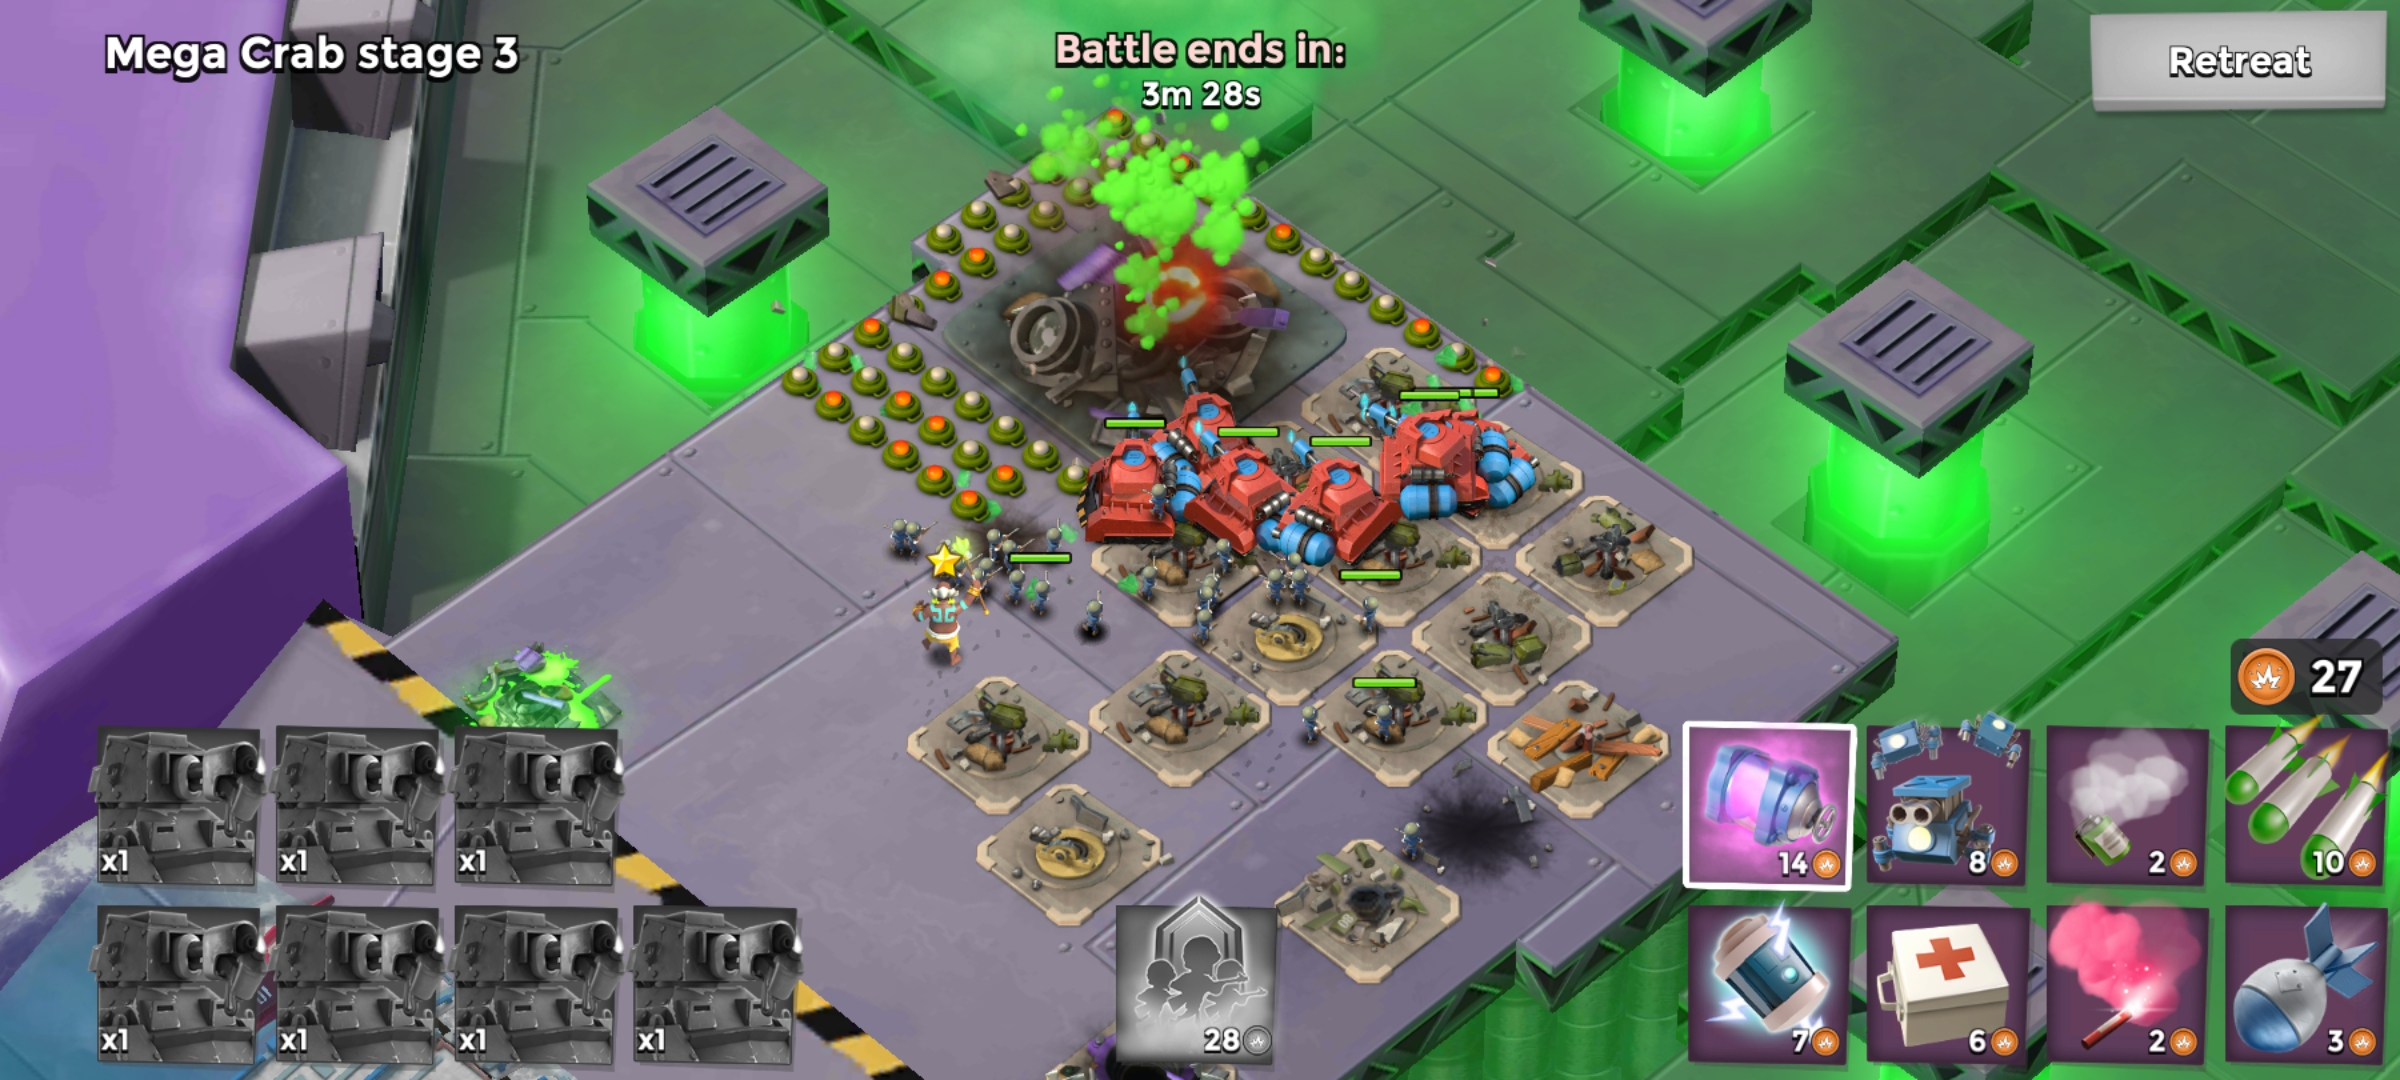 Mega Crab stage 3
Battle ends in:
3m 28s
Retreat
27
x1
x1
x1
14
8
2
10
x1
x1
x1
x1
28
7
6
2
3